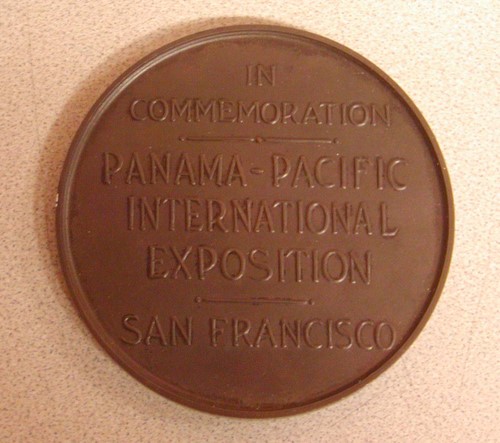 IN
COMMEMORATION
PANAMA-PACIFIC
INTERNATIONAL
EXPOSITION
SAN FRANCISCO